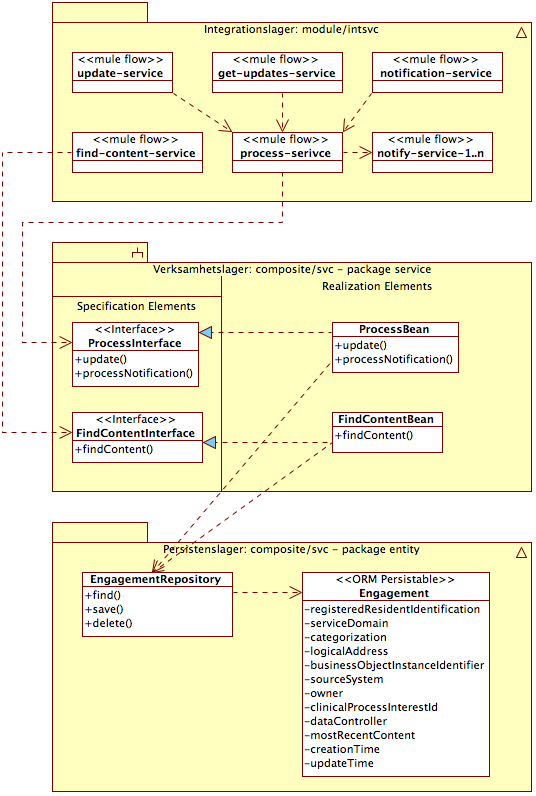 Integrationslager: module/intsvc
<<mule flow>>
update-service
<<mule flow>>
get-updates-service
<<mule flow>>
notification-service
<<mule flow>>
find-content-service
<<mule flow>>
process-serivce
<<mule flow>>
notify-service-1..n
Verksamhetslager: composite/svc - package service
Specification Elements
Realization Elements
<<Interface>>
ProcessInterface
+update()
+processNotification()
ProcessBean
+update()
+processNotification()
<<Interface>>
FindContentInterface
+findContent()
FindContentBean
+findContent()
Persistenslager: composite/svc - package entity
EngagementRepository
+find()
+save()
+delete()
<<ORM Persistable>>
Engagement
-registeredResidentIdentification
-serviceDomain
-categorization
-logicalAddress
-businessObjectInstanceIdentifier
-sourceSystem
-owner
-clinicalProcessInterestId
-dataController
-mostRecentContent
-creationTime
-updateTime